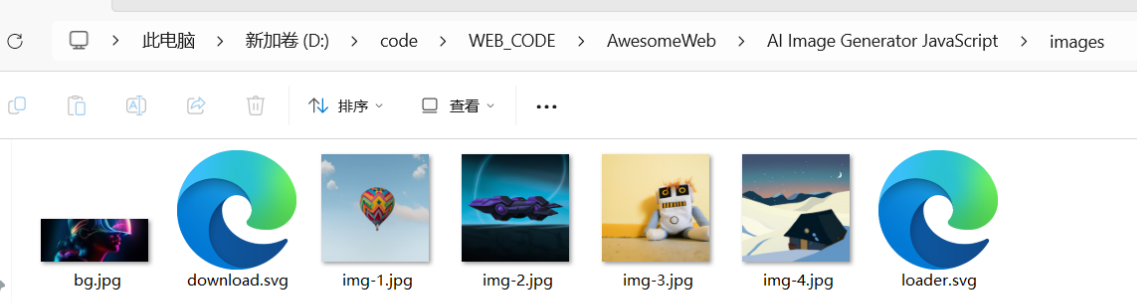 此电脑 > 新加卷 (D:) > code > WEB_CODE > AwesomeWeb > AI Image Generator JavaScript > images
排序 查看
bg.jpg download.svg img-1.jpg img-2.jpg img-3.jpg img-4.jpg loader.svg